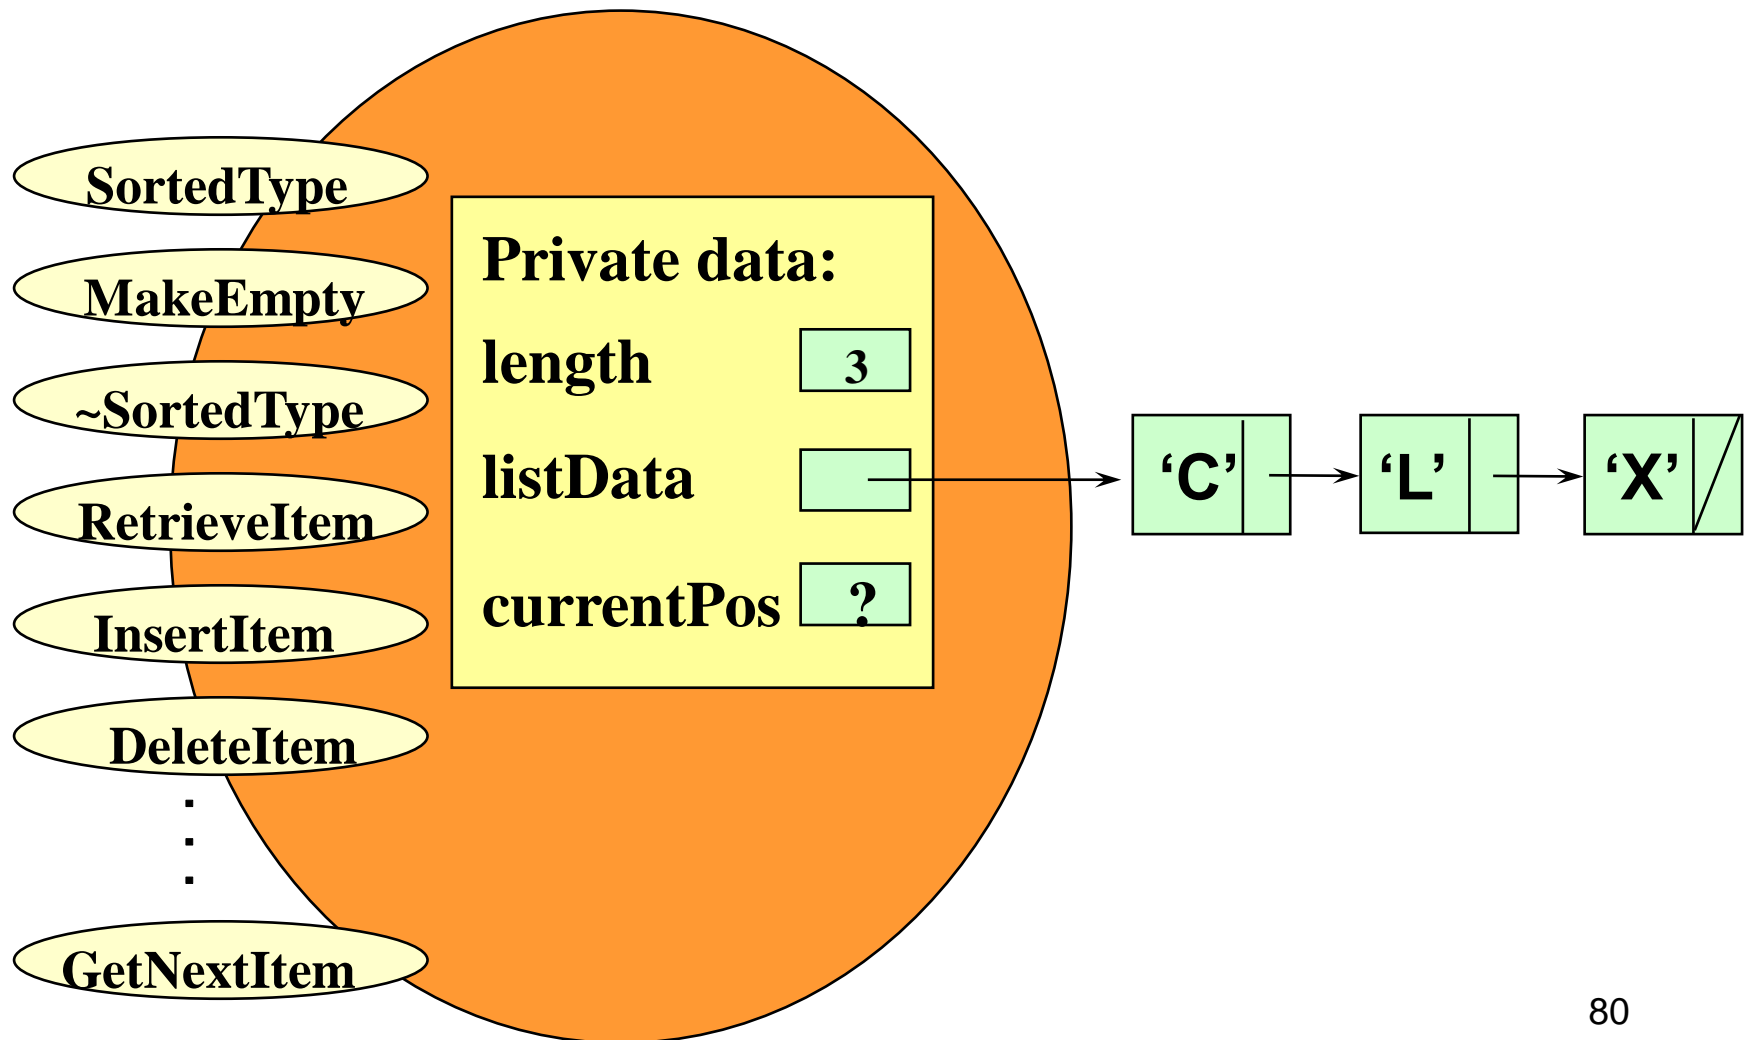 SortedType
MakeEmpty
~SortedType
RetrieveItem
InsertItem
DeleteItem
.
.
.
GetNextItem
Private data:
length 3
listData
currentPos ?
‘C’ ‘L’ ‘X’
80